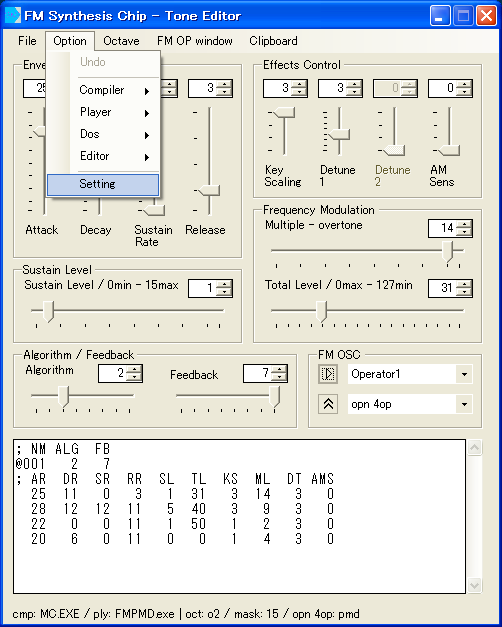 FM Synthesis Chip - Tone Editor
File Option Octave FM OP window Clipboard
Undo
Compiler
Player
Dos
Editor
Setting
Enve
25 3
Attack Decay Sustain Rate Release
Effects Control
3 3 0 0
Key Scaling Detune 1 Detune 2 AM Sens
Frequency Modulation
Multiple - overtone 14
Total Level / 0max - 127min 31
Sustain Level
Sustain Level / 0min - 15max 1
Algorithm / Feedback
Algorithm 2 Feedback 7
FM OSC
Operator1
opn 4op
; NM ALG FB
@001 2 7
; AR DR SR RR SL TL KS ML DT AMS
25 11 0 3 1 31 3 14 3 0
28 12 12 11 5 40 3 9 3 0
22 0 0 11 1 50 1 2 3 0
20 6 0 11 0 0 1 4 3 0
cmp: MC.EXE / ply: FMPMD.exe | oct: o2 / mask: 15 / opn 4op: pmd